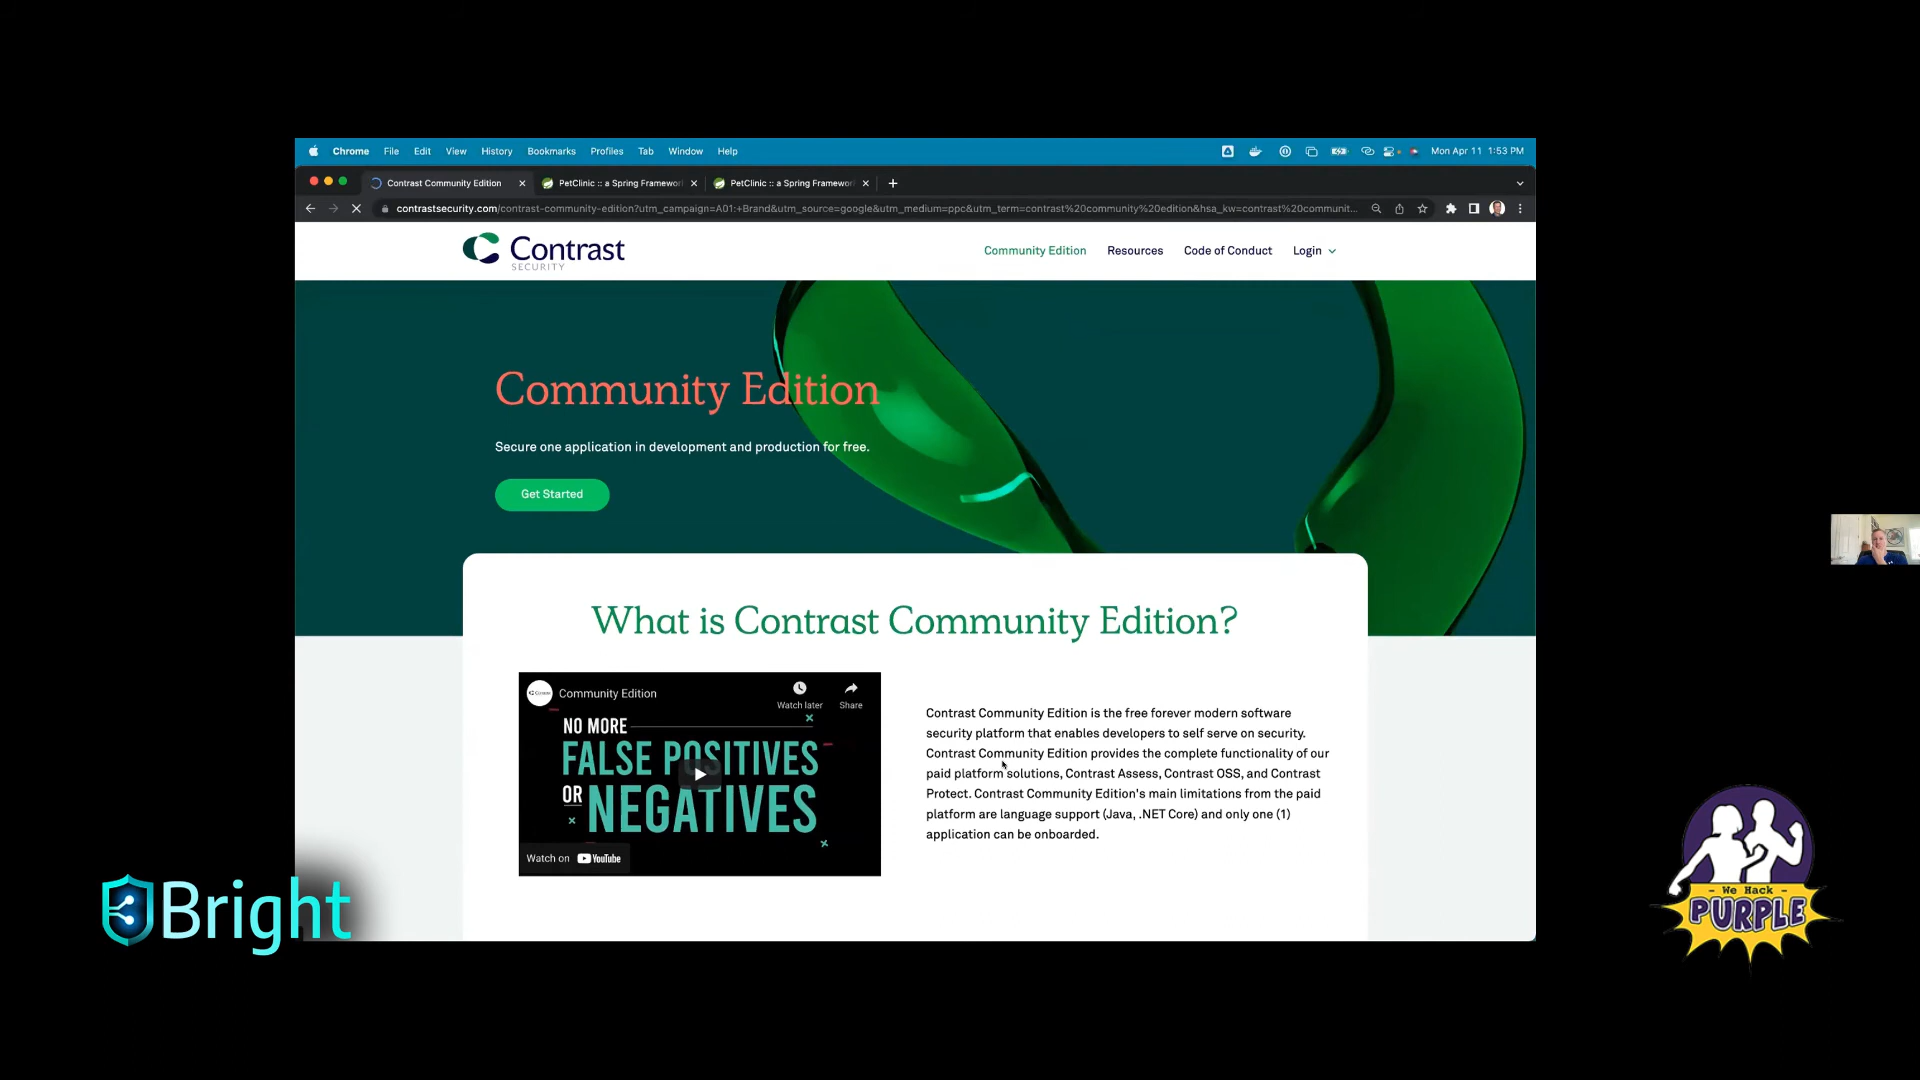 Chrome File Edit View History Bookmarks Profiles Tab Window Help
Mon Apr 11 1:53 PM
Contrast Community Edition
PetClinic :: a Spring Framework
PetClinic :: a Spring Framework
contrastsecurity.com/contrast-community-edition?utm_campaign=A01:+Brand&utm_source=google&utm_medium=ppc&utm_term=contrast%20community%20edition&hsa_kw=contrast%20communit...
Contrast
SECURITY
Community Edition Resources Code of Conduct Login
Community Edition
Secure one application in development and production for free.
Get Started
What is Contrast Community Edition?
Community Edition
Watch later
Share
NO MORE
FALSE POSITIVES
OR NEGATIVES
Watch on YouTube
Contrast Community Edition is the free forever modern software
security platform that enables developers to self serve on security.
Contrast Community Edition provides the complete functionality of our
paid platform solutions, Contrast Assess, Contrast OSS, and Contrast
Protect. Contrast Community Edition's main limitations from the paid
platform are language support (Java, .NET Core) and only one (1)
application can be onboarded.
Bright
- We Hack -
PURPLE